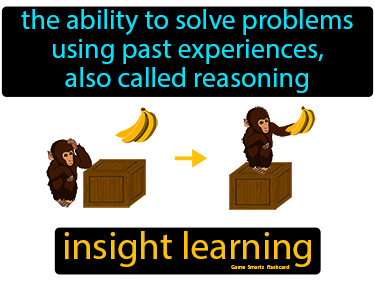 the ability to solve problems
using past experiences,
also called reasoning
insight learning
Game Smartz flashcard